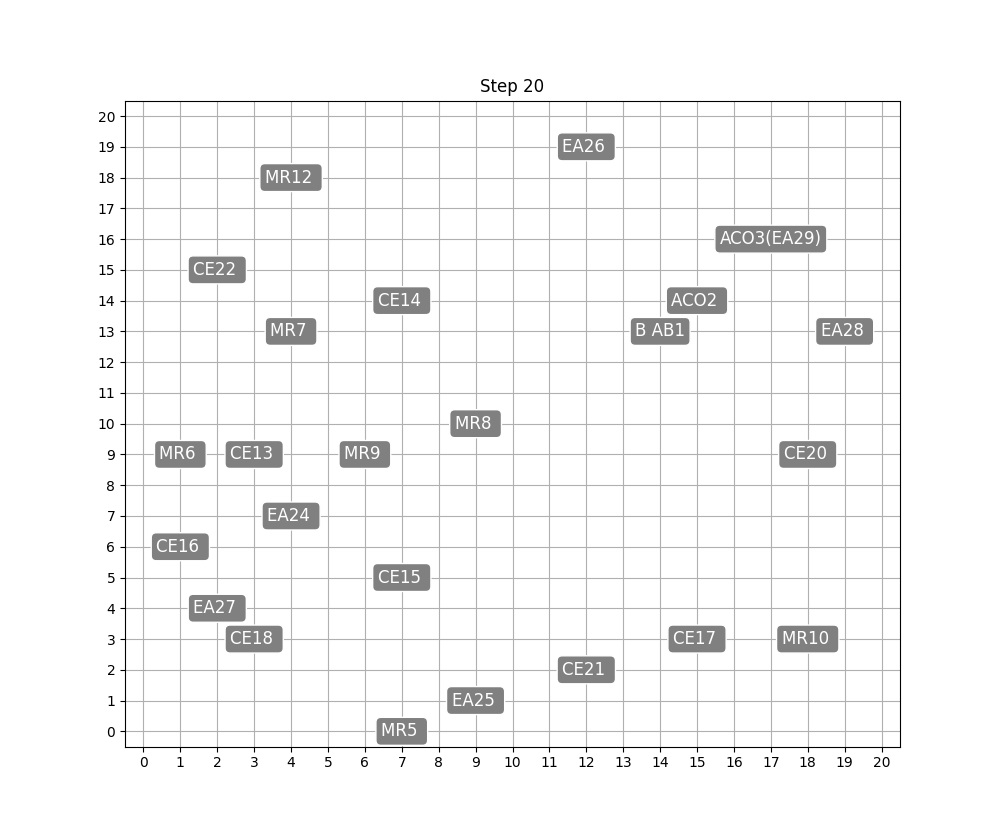 Step 20
20
19
EA26
18
MR12
17
16
ACO3(EA29)
15
CE22
14
CE14
ACO2
13
MR7
B AB1
EA28
12
11
10
MR8
9
MR6
CE13
MR9
CE20
8
7
EA24
6
CE16
5
CE15
4
EA27
3
CE18
CE17
MR10
2
CE21
1
EA25
0
MR5
0 1 2 3 4 5 6 7 8 9 10 11 12 13 14 15 16 17 18 19 20